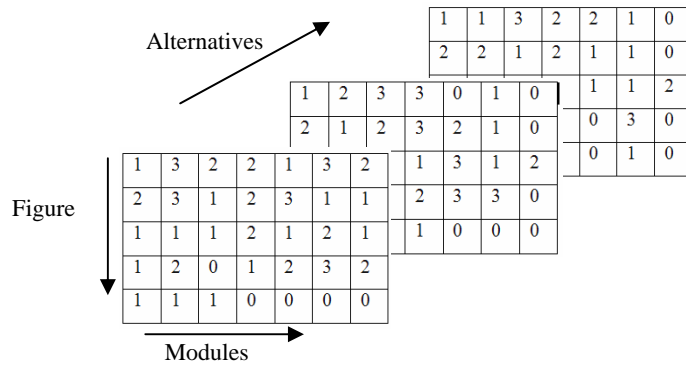 Alternatives
1 1 3 2 2 1 0
2 2 1 2 1 1 0
1 1 2
0 3 0
0 1 0
1 2 3 3 0 1 0
2 1 2 3 2 1 0
1 3 1 2
2 3 3 0
1 0 0 0
Figure
1 3 2 2 1 3 2
2 3 1 2 3 1 1
1 1 1 2 1 2 1
1 2 0 1 2 3 2
1 1 1 0 0 0 0
Modules